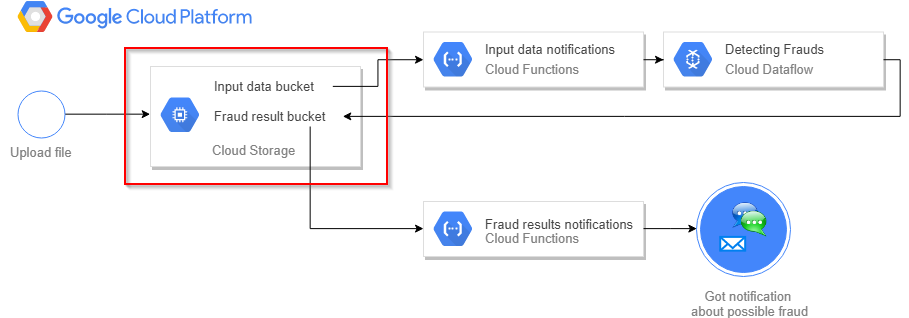 Google Cloud Platform
Input data notifications
Cloud Functions
Detecting Frauds
Cloud Dataflow
Input data bucket
Fraud result bucket
Cloud Storage
Upload file
Fraud results notifications
Cloud Functions
Got notification
about possible fraud